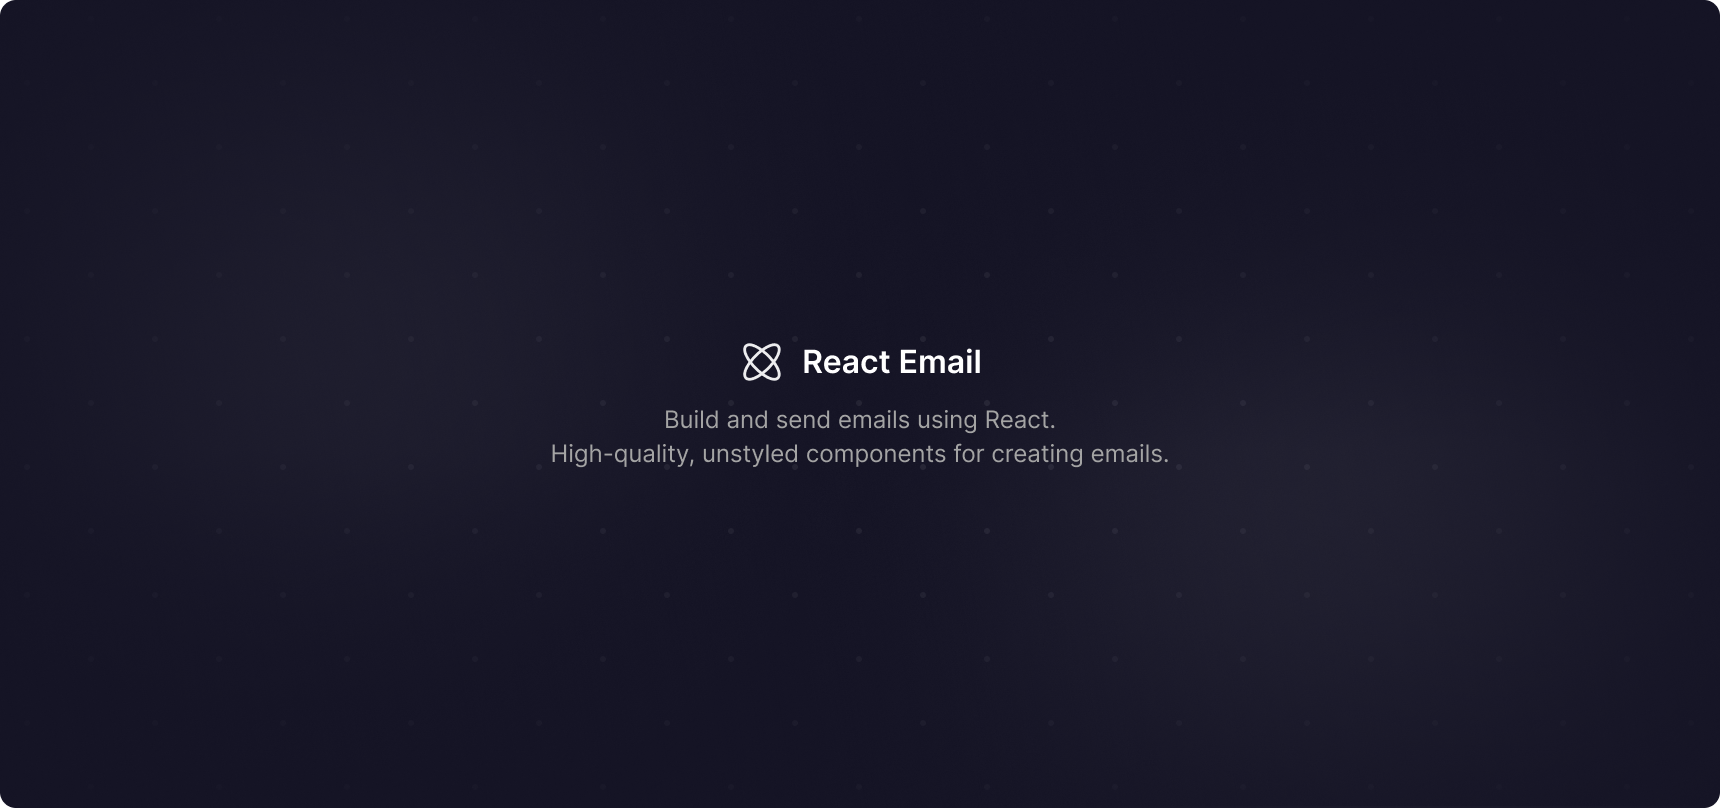 React Email
Build and send emails using React.
High-quality, unstyled components for creating emails.